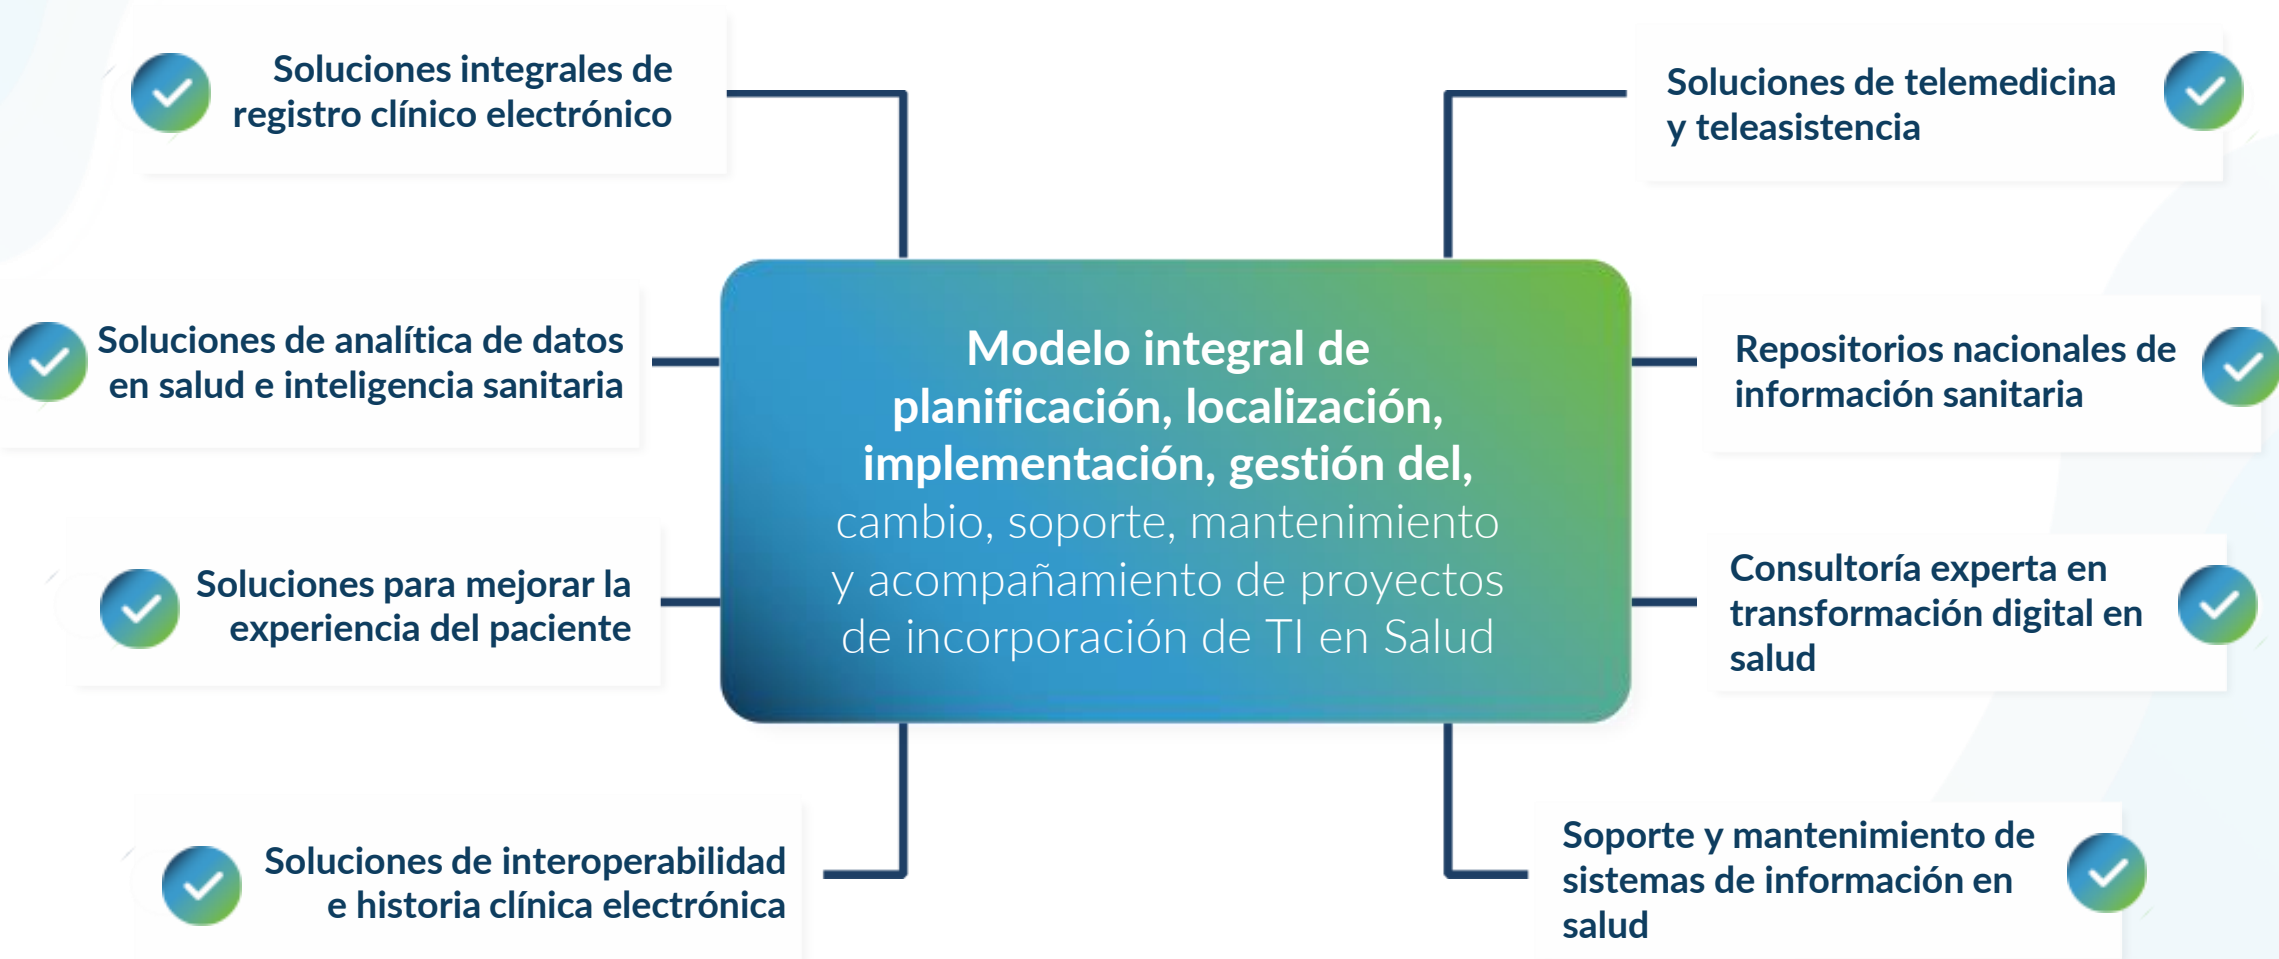 Soluciones integrales de
registro clínico electrónico
Soluciones de analítica de datos
en salud e inteligencia sanitaria
Soluciones para mejorar la
experiencia del paciente
Soluciones de interoperabilidad
e historia clínica electrónica
Modelo integral de
planificación, localización,
implementación, gestión del,
cambio, soporte, mantenimiento
y acompañamiento de proyectos
de incorporación de TI en Salud
Soluciones de telemedicina
y teleasistencia
Repositorios nacionales de
información sanitaria
Consultoría experta en
transformación digital en
salud
Soporte y mantenimiento de
sistemas de información en
salud